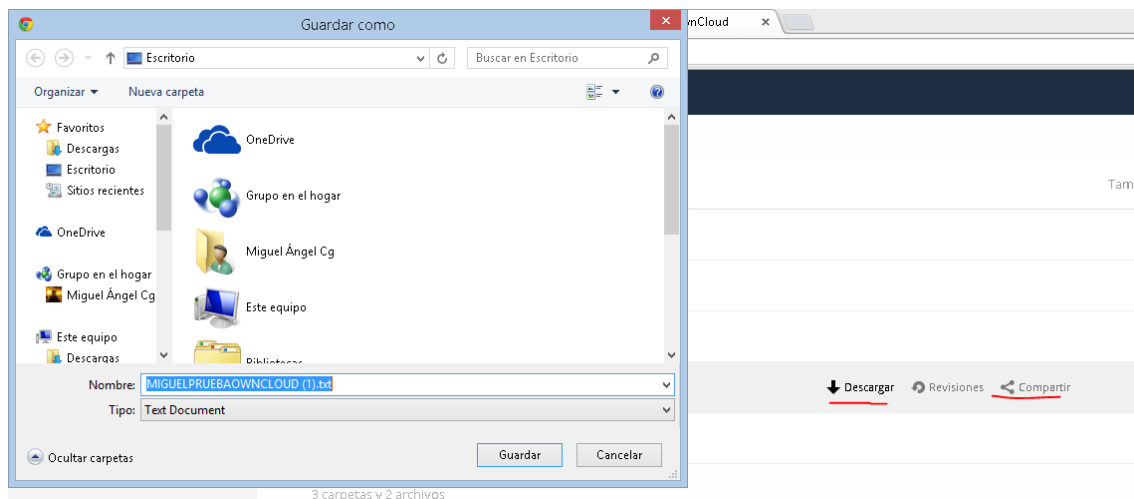 Guardar como
wnCloud
Escritorio
Buscar en Escritorio
Organizar
Nueva carpeta
Favoritos
Descargas
Escritorio
Sitios recientes
OneDrive
Grupo en el hogar
Miguel Ángel Cg
Este equipo
Descargas
OneDrive
Grupo en el hogar
Miguel Ángel Cg
Este equipo
Bibliotecas
Tam
Nombre: MIGUELPRUEBAOWNCLOUD (1).txt
Tipo: Text Document
Descargar Revisiones Compartir
Ocultar carpetas
Guardar Cancelar
3 carpetas y 2 archivos